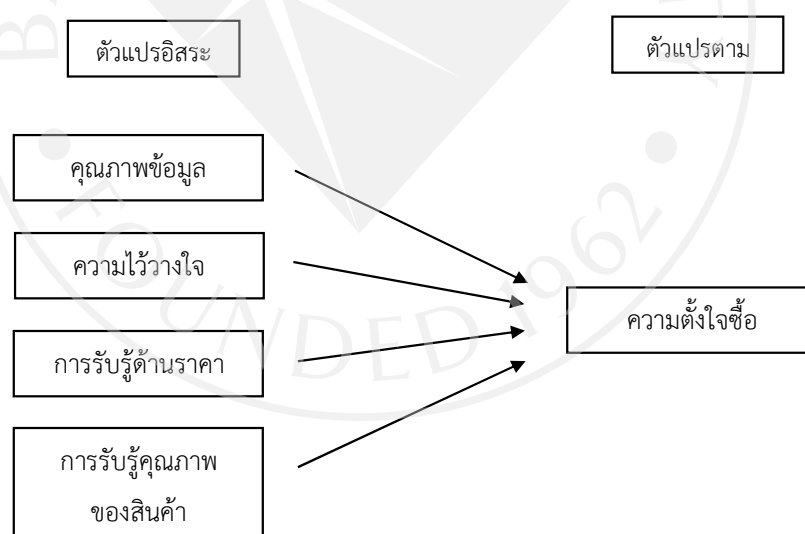 ตัวแปรอิสระ
ตัวแปรตาม
คุณภาพข้อมูล
ความไว้วางใจ
การรับรู้ด้านราคา
การรับรู้คุณภาพ
ของสินค้า
ความตั้งใจซื้อ
FOUNDED 1962